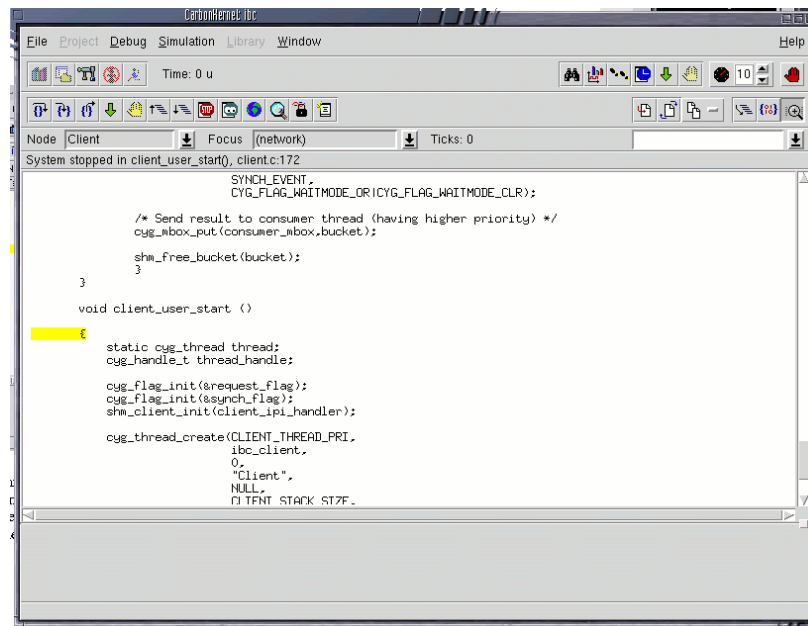 CarbonKernel: ibc
File Project Debug Simulation Library Window Help
Time: 0 u 10
STOP
Node Client Focus (network) Ticks: 0
System stopped in client_user_start(), client.c:172
SYNCH_EVENT,
CYG_FLAG_WAITMODE_OR|CYG_FLAG_WAITMODE_CLR);
/* Send result to consumer thread (having higher priority) */
cyg_mbox_put(consumer_mbox,bucket);
shm_free_bucket(bucket);
}
}
void client_user_start ()
{
static cyg_thread thread;
cyg_handle_t thread_handle;
cyg_flag_init(&request_flag);
cyg_flag_init(&synch_flag);
shm_client_init(client_ipi_handler);
cyg_thread_create(CLIENT_THREAD_PRI,
ibc_client,
0,
"Client",
NULL,
CLIENT_STACK_SIZE,